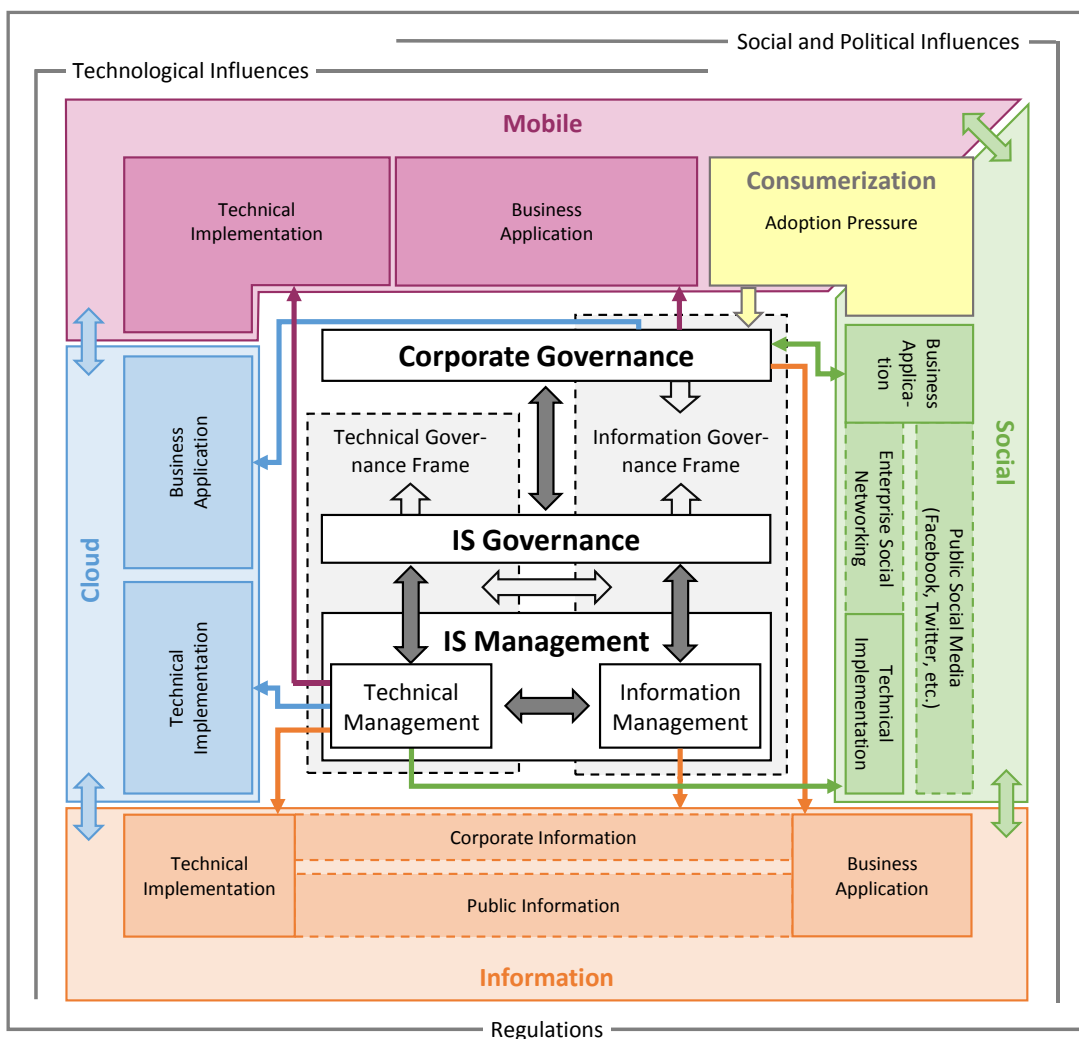 Social and Political Influences
Technological Influences
Mobile
Technical
Implementation
Business
Application
Consumerization
Adoption Pressure
Corporate Governance
Technical Gover-
nance Frame
Information Gover-
nance Frame
IS Governance
IS Management
Technical
Management
Information
Management
Cloud
Business
Application
Technical
Implementation
Business
Applica-
tion
Enterprise Social
Networking
Technical
Implementation
Public Social Media
(Facebook, Twitter, etc.)
Social
Technical
Implementation
Corporate Information
Public Information
Business
Application
Information
Regulations